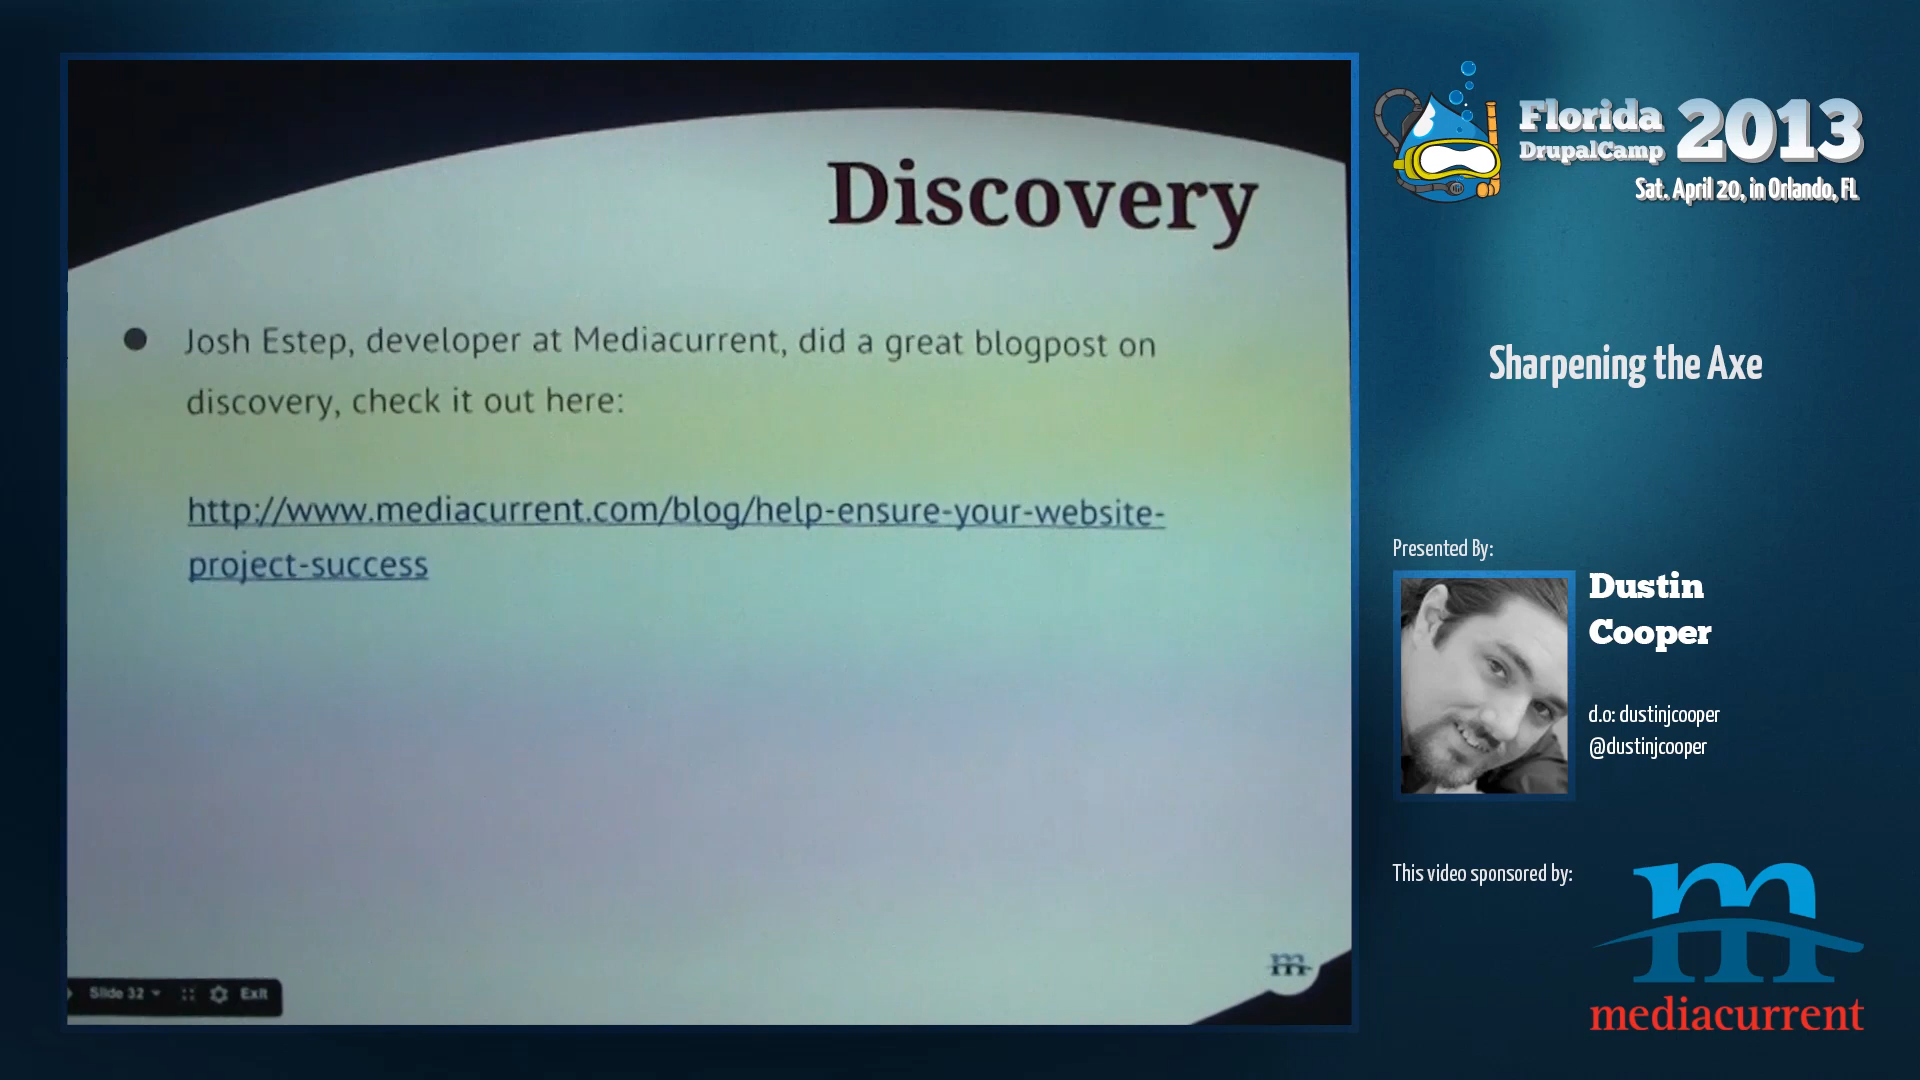 Discovery
Josh Estep, developer at Mediacurrent, did a great blogpost on
discovery, check it out here:
http://www.mediacurrent.com/blog/help-ensure-your-website-
project-success
m
Slide 32
Exit
Florida
DrupalCamp
2013
Sat. April 20, in Orlando, FL
Sharpening the Axe
Presented By:
Dustin
Cooper
d.o: dustinjcooper
@dustinjcooper
This video sponsored by:
m
mediacurrent